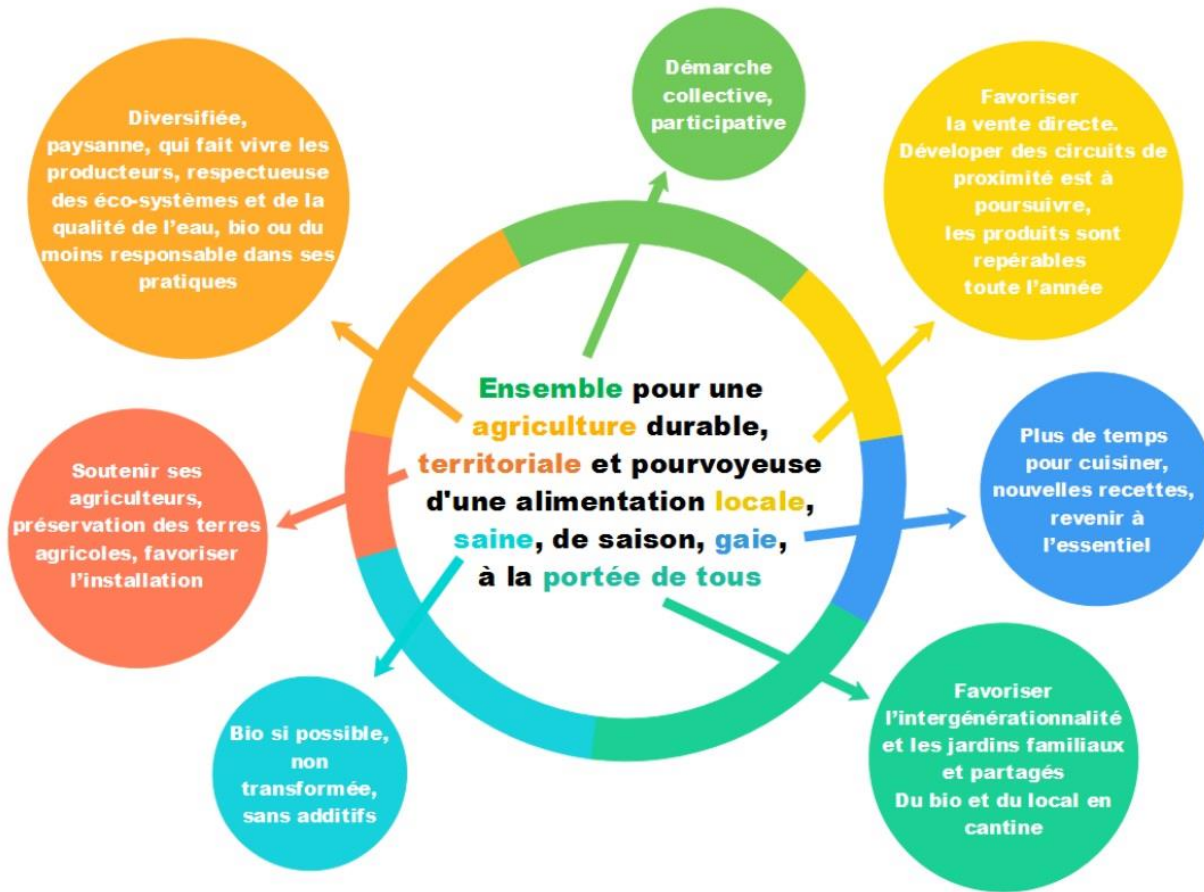 Démarche
collective,
participative
Diversifiée,
paysanne, qui fait vivre les
producteurs, respectueuse
des éco-systèmes et de la
qualité de l'eau, bio ou du
moins responsable dans ses
pratiques
Favoriser
la vente directe.
Déveloper des circuits de
proximité est à
poursuivre,
les produits sont
repérables
toute l'année
Ensemble pour une
agriculture durable,
territoriale et pourvoyeuse
d'une alimentation locale,
saine, de saison, gaie,
à la portée de tous
Soutenir ses
agriculteurs,
préservation des terres
agricoles, favoriser
l'installation
Plus de temps
pour cuisiner,
nouvelles recettes,
revenir à
l'essentiel
Bio si possible,
non
transformée,
sans additifs
Favoriser
l'intergénérationnalité
et les jardins familiaux
et partagés
Du bio et du local en
cantine